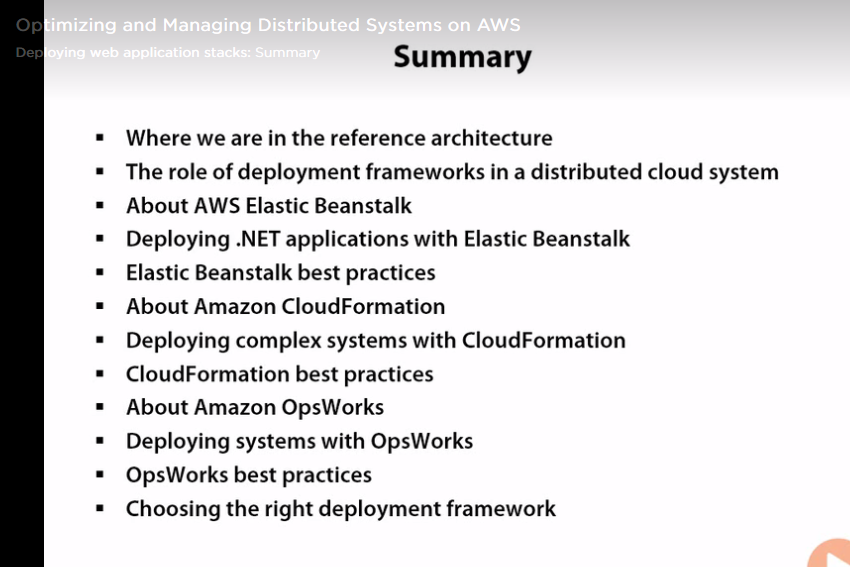 Optimizing and Managing Distributed Systems on AWS
Deploying web application stacks: Summary
Summary
▪ Where we are in the reference architecture
▪ The role of deployment frameworks in a distributed cloud system
▪ About AWS Elastic Beanstalk
▪ Deploying .NET applications with Elastic Beanstalk
▪ Elastic Beanstalk best practices
▪ About Amazon CloudFormation
▪ Deploying complex systems with CloudFormation
▪ CloudFormation best practices
▪ About Amazon OpsWorks
▪ Deploying systems with OpsWorks
▪ OpsWorks best practices
▪ Choosing the right deployment framework